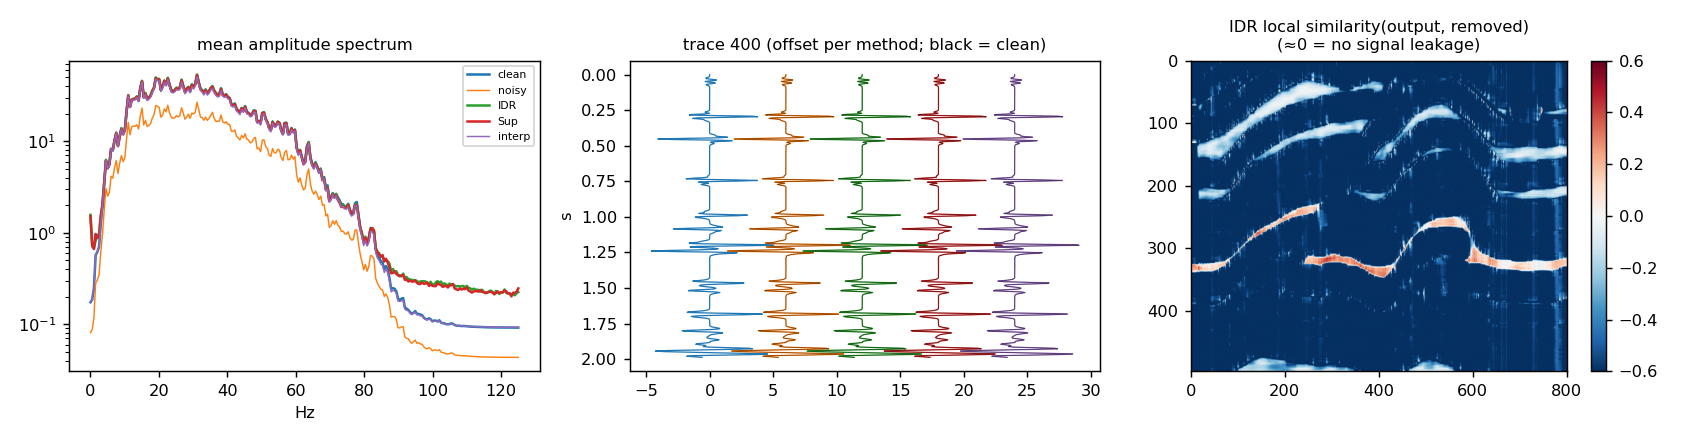 mean amplitude spectrum
clean
noisy
IDR
Sup
interp
10¹
10⁰
10⁻¹
0 20 40 60 80 100 120
Hz
trace 400 (offset per method; black = clean)
s
0.00
0.25
0.50
0.75
1.00
1.25
1.50
1.75
2.00
−5 0 5 10 15 20 25 30
IDR local similarity(output, removed)
(≈0 = no signal leakage)
0
100
200
300
400
0 200 400 600 800
0.6
0.4
0.2
0.0
−0.2
−0.4
−0.6